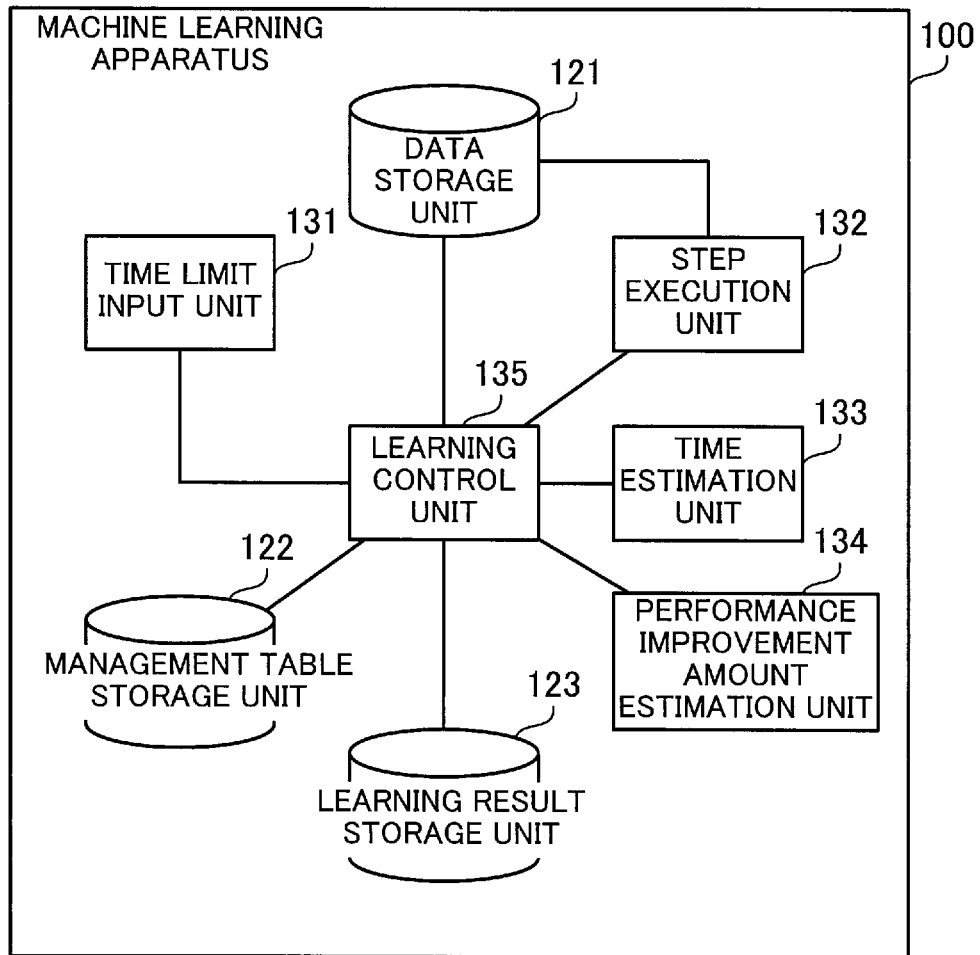 MACHINE LEARNING
APPARATUS
100
121
DATA
STORAGE
UNIT
131
TIME LIMIT
INPUT UNIT
132
STEP
EXECUTION
UNIT
135
LEARNING
CONTROL
UNIT
133
TIME
ESTIMATION
UNIT
122
MANAGEMENT TABLE
STORAGE UNIT
134
PERFORMANCE
IMPROVEMENT
AMOUNT
ESTIMATION UNIT
123
LEARNING RESULT
STORAGE UNIT